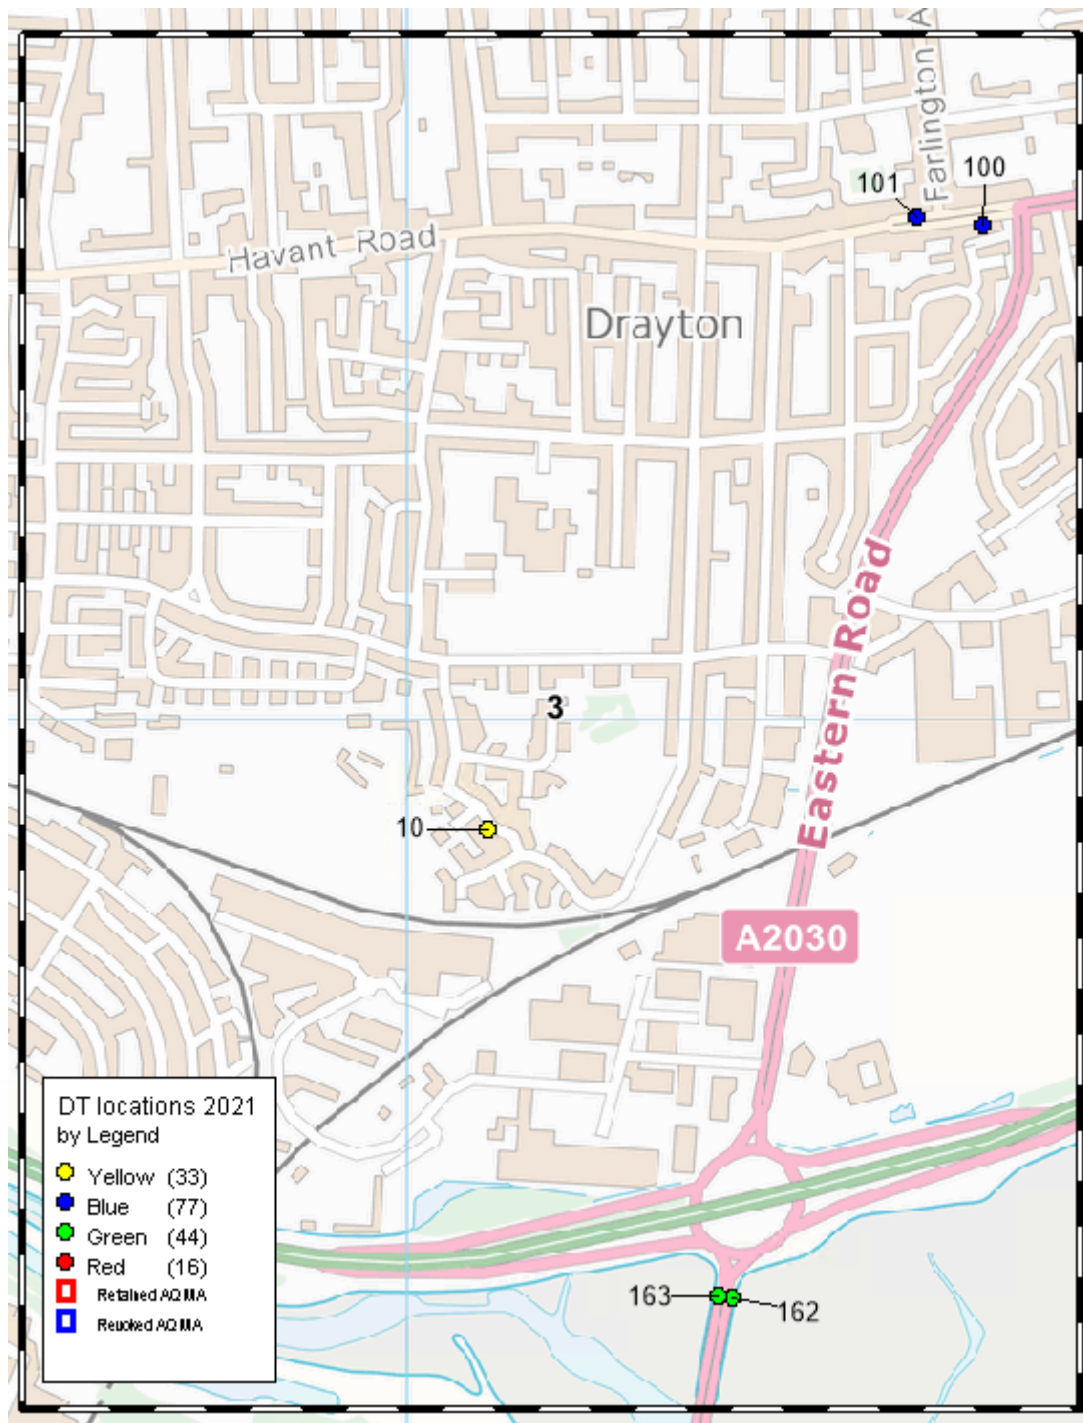 Farlington A
101
100
Havant Road
Drayton
Eastern Road
3
10
A2030
DT locations 2021
by Legend
Yellow (33)
Blue (77)
Green (44)
Red (16)
Retained AQMA
Revoked AQMA
163
162